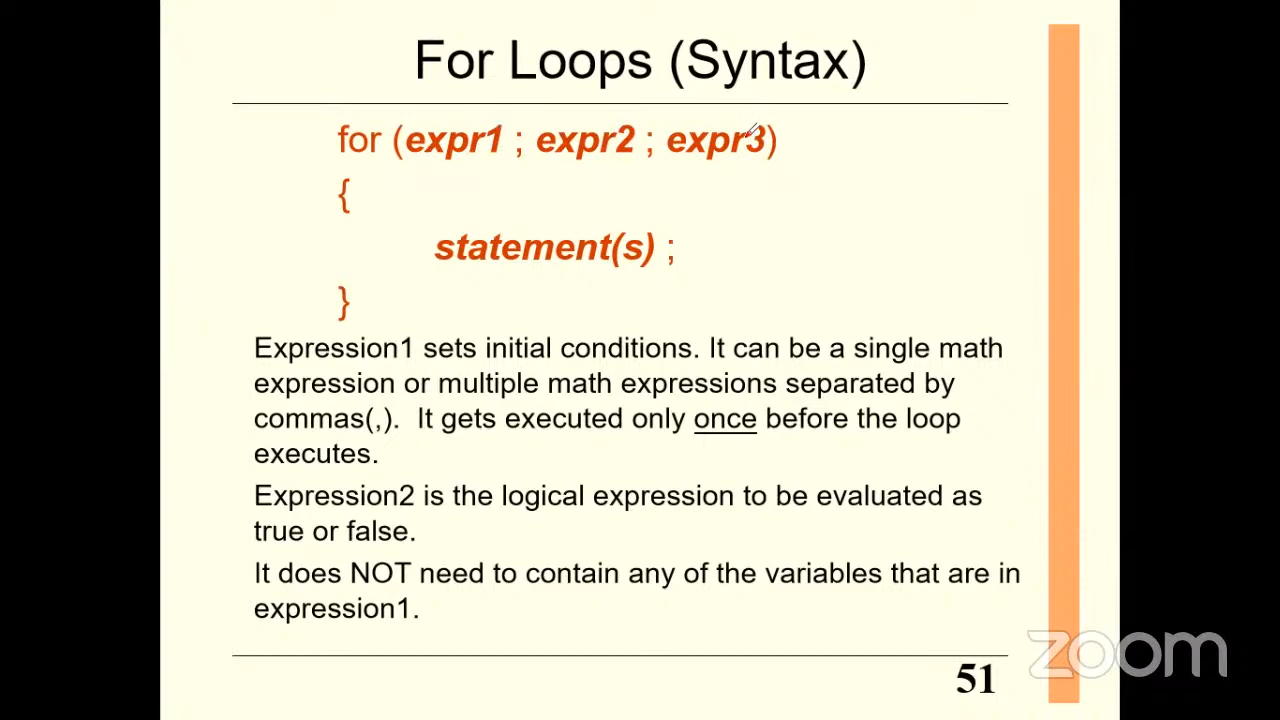 For Loops (Syntax)
for (expr1 ; expr2 ; expr3)
{
statement(s) ;
}
Expression1 sets initial conditions. It can be a single math
expression or multiple math expressions separated by
commas(,).  It gets executed only once before the loop
executes.
Expression2 is the logical expression to be evaluated as
true or false.
It does NOT need to contain any of the variables that are in
expression1.
51
zoom